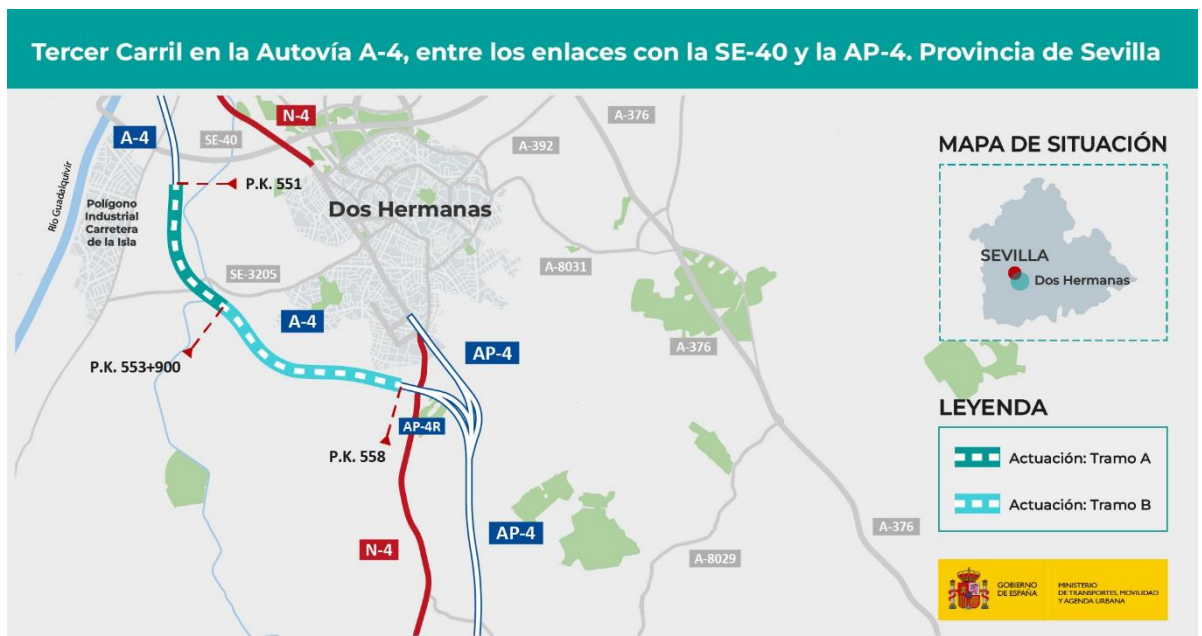 Tercer Carril en la Autovía A-4, entre los enlaces con la SE-40 y la AP-4. Provincia de Sevilla
A-4
SE-40
N-4
A-376
A-392
P.K. 551
Río Guadalquivir
Polígono
Industrial
Carretera
de la Isla
Dos Hermanas
SE-3205
A-8031
A-4
P.K. 553+900
AP-4
A-376
AP-4R
P.K. 558
AP-4
N-4
A-8029
A-376
MAPA DE SITUACIÓN
SEVILLA
Dos Hermanas
LEYENDA
Actuación: Tramo A
Actuación: Tramo B
GOBIERNO
DE ESPAÑA
MINISTERIO
DE TRANSPORTES, MOVILIDAD
Y AGENDA URBANA